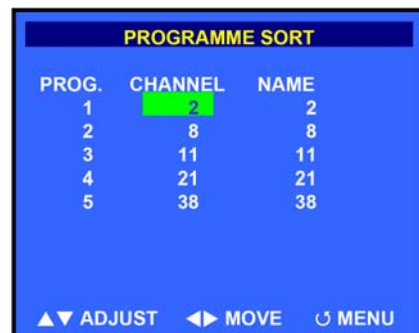 PROGRAMME SORT
PROG. CHANNEL NAME
1 2 2
2 8 8
3 11 11
4 21 21
5 38 38
▲▼ ADJUST ◀▶ MOVE ↺ MENU